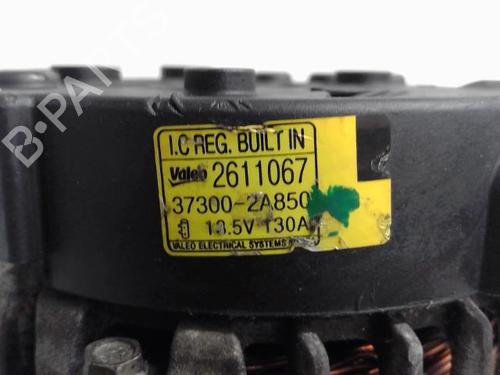 I.C REG. BUILT IN
Valeo 2611067
37300-2A850
13.5V 130A
VALEO ELECTRICAL SYSTEMS
B-PARTS